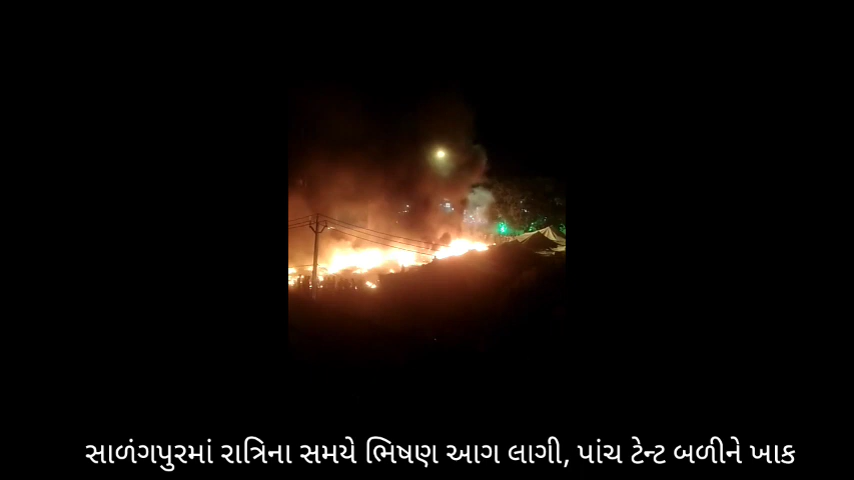 સાળંગપુરમાં રાત્રિના સમયે ભિષણ આગ લાગી, પાંચ ટેન્ટ બળીને ખાક